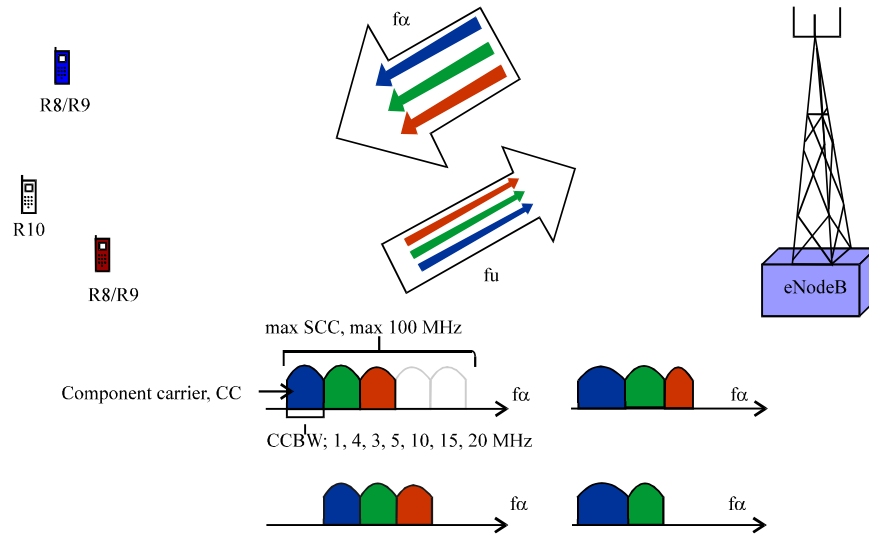 fα
R8/R9
R10
R8/R9
fu
eNodeB
max SCC, max 100 MHz
Component carrier, CC
fα
fα
CCBW; 1, 4, 3, 5, 10, 15, 20 MHz
fα
fα